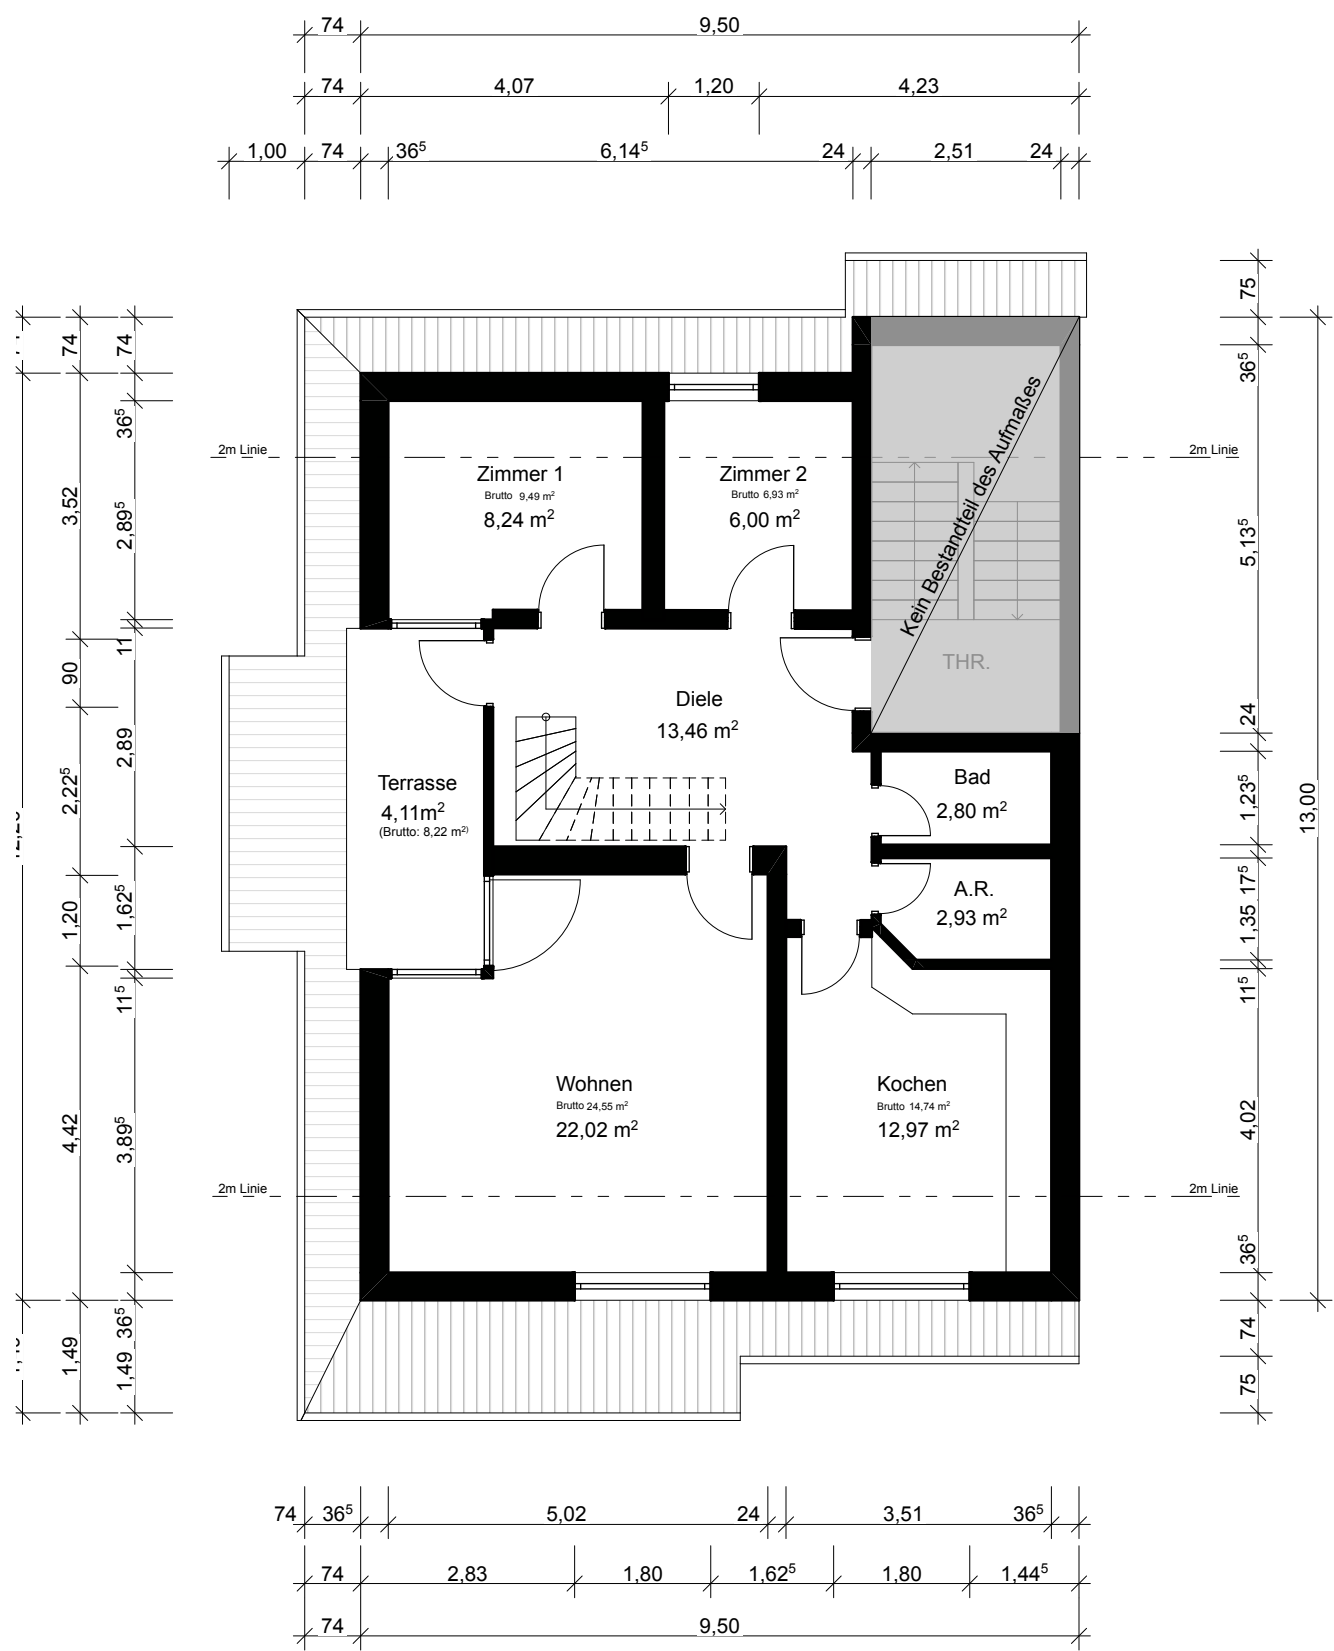 74 9,50
74 4,07 1,20 4,23
1,00 74 36⁵ 6,14⁵ 24 2,51 24
74 74
3,52 36⁵
2,89⁵
90 11
2,22⁵ 2,89
1,20 1,62⁵
11⁵
4,42 3,89⁵
1,49 36⁵
1,49
2m Linie
2m Linie
Zimmer 1
Brutto 9,49 m²
8,24 m²
Zimmer 2
Brutto 6,93 m²
6,00 m²
Kein Bestandteil des Aufmaßes
THR.
Diele
13,46 m²
Terrasse
4,11m²
(Brutto: 8,22 m²)
Bad
2,80 m²
A.R.
2,93 m²
Wohnen
Brutto 24,55 m²
22,02 m²
Kochen
Brutto 14,74 m²
12,97 m²
2m Linie
2m Linie
75
36⁵
5,13⁵
24
1,23⁵
17⁵
1,35
11⁵
4,02
36⁵
74
75
13,00
74 36⁵ 5,02 24 3,51 36⁵
74 2,83 1,80 1,62⁵ 1,80 1,44⁵
74 9,50